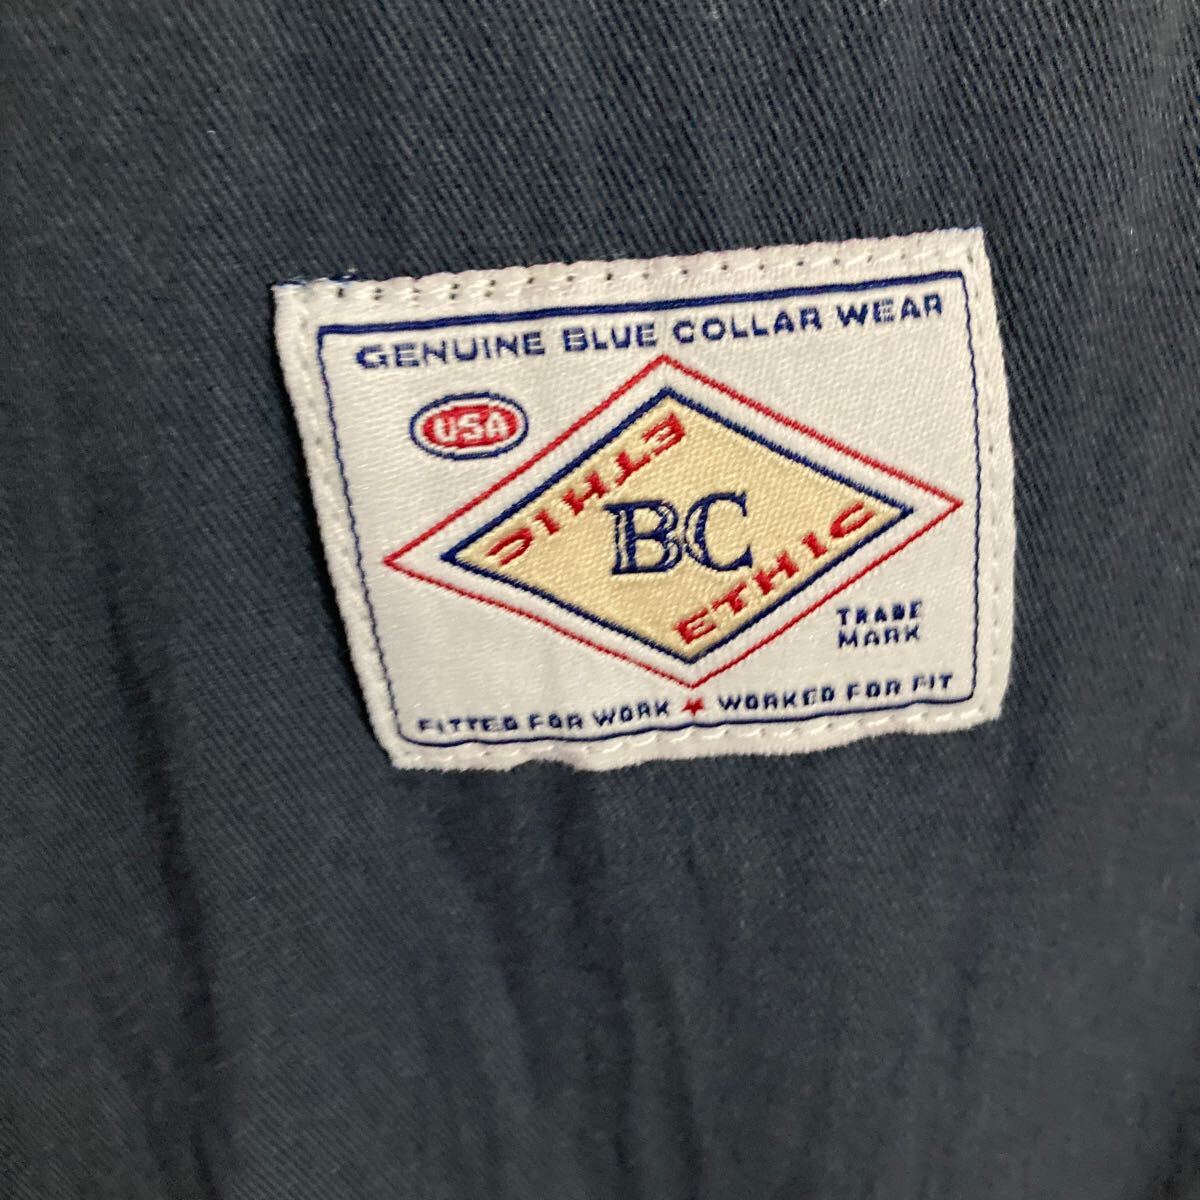 GENUINE BLUE COLLAR WEAR
USA
ETHIC
BC
ETHIC
TRADE
MARK
FITTED FOR WORK ★ WORKED FOR FIT